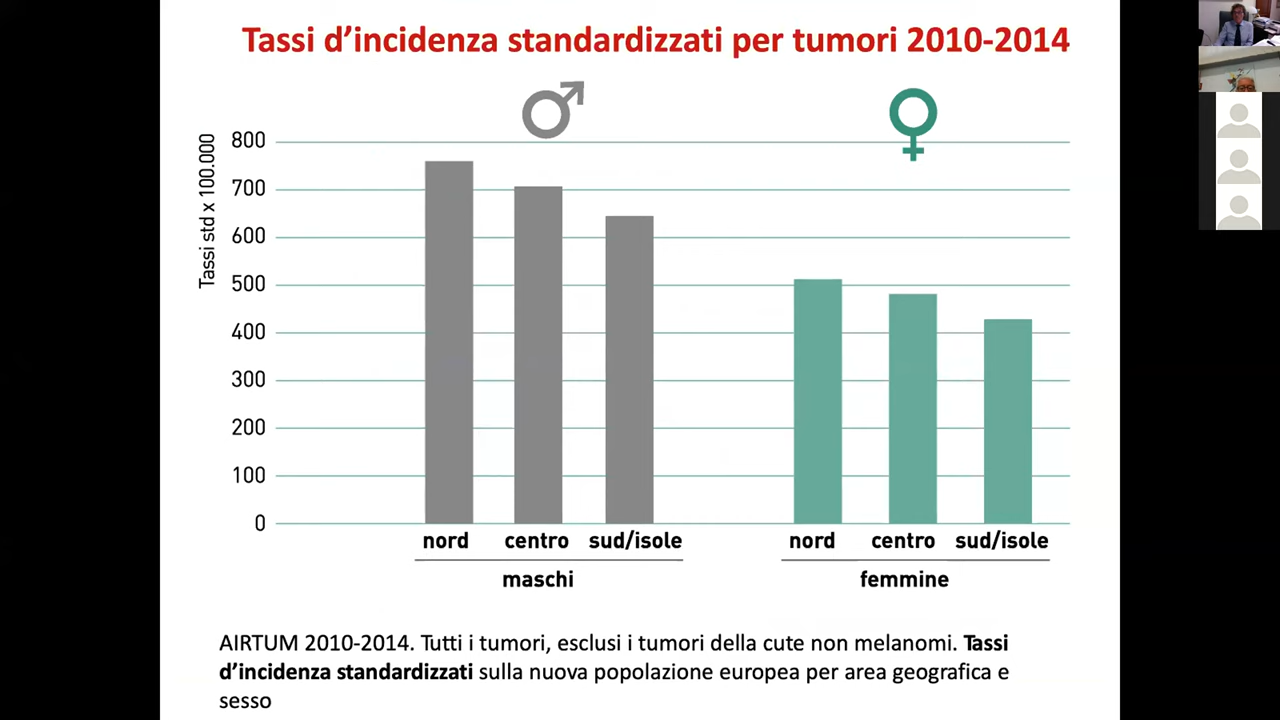 Tassi d’incidenza standardizzati per tumori 2010-2014
Tassi std x 100.000
800
700
600
500
400
300
200
100
0
nord centro sud/isole nord centro sud/isole
maschi femmine
AIRTUM 2010-2014. Tutti i tumori, esclusi i tumori della cute non melanomi. Tassi
d’incidenza standardizzati sulla nuova popolazione europea per area geografica e
sesso